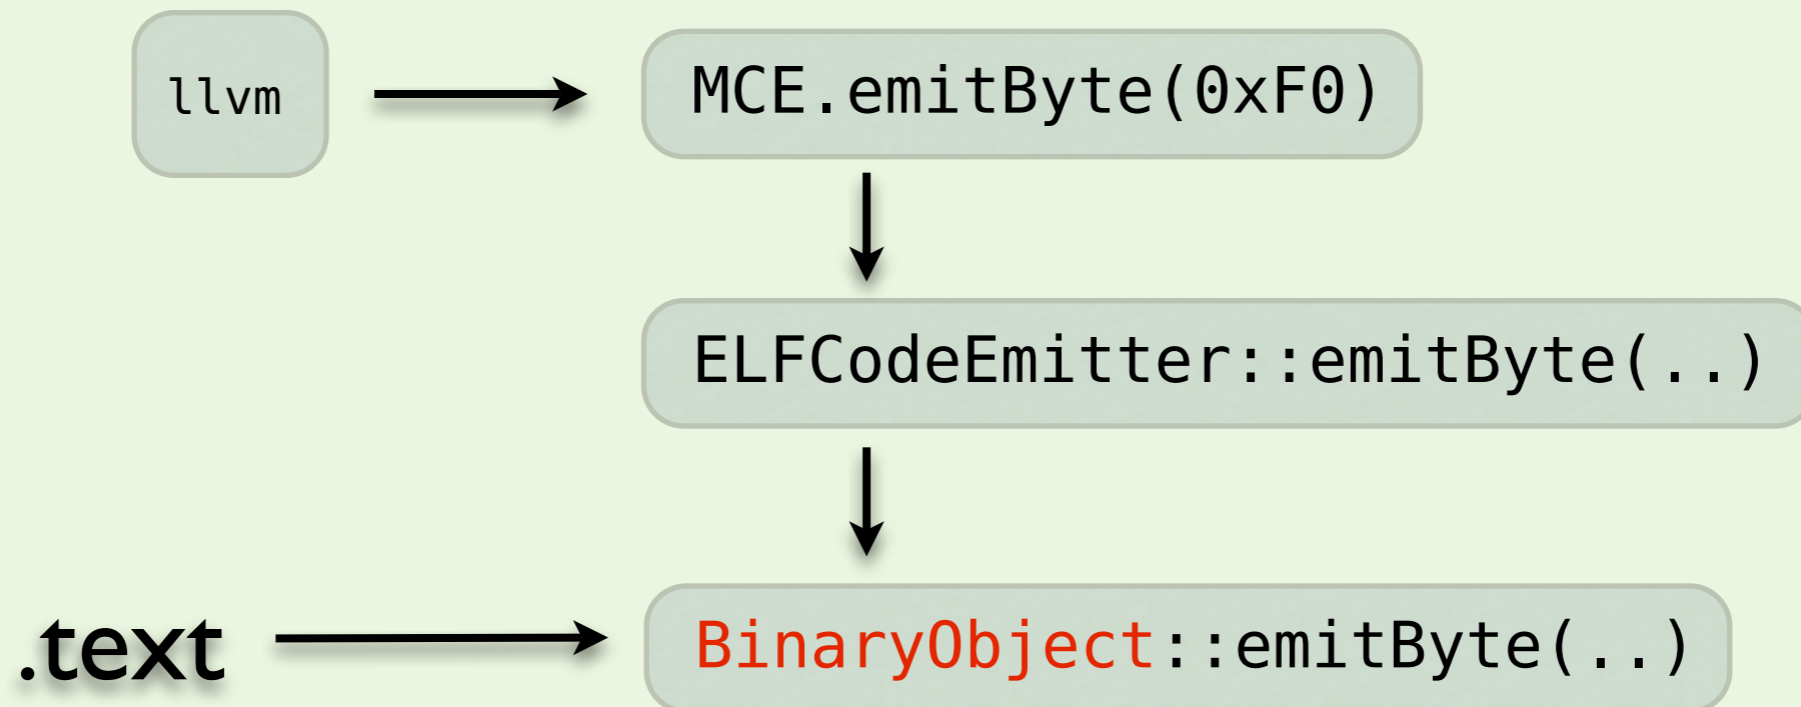 llvm
MCE.emitByte(0xF0)
ELFCodeEmitter::emitByte(..)
.text
BinaryObject::emitByte(..)